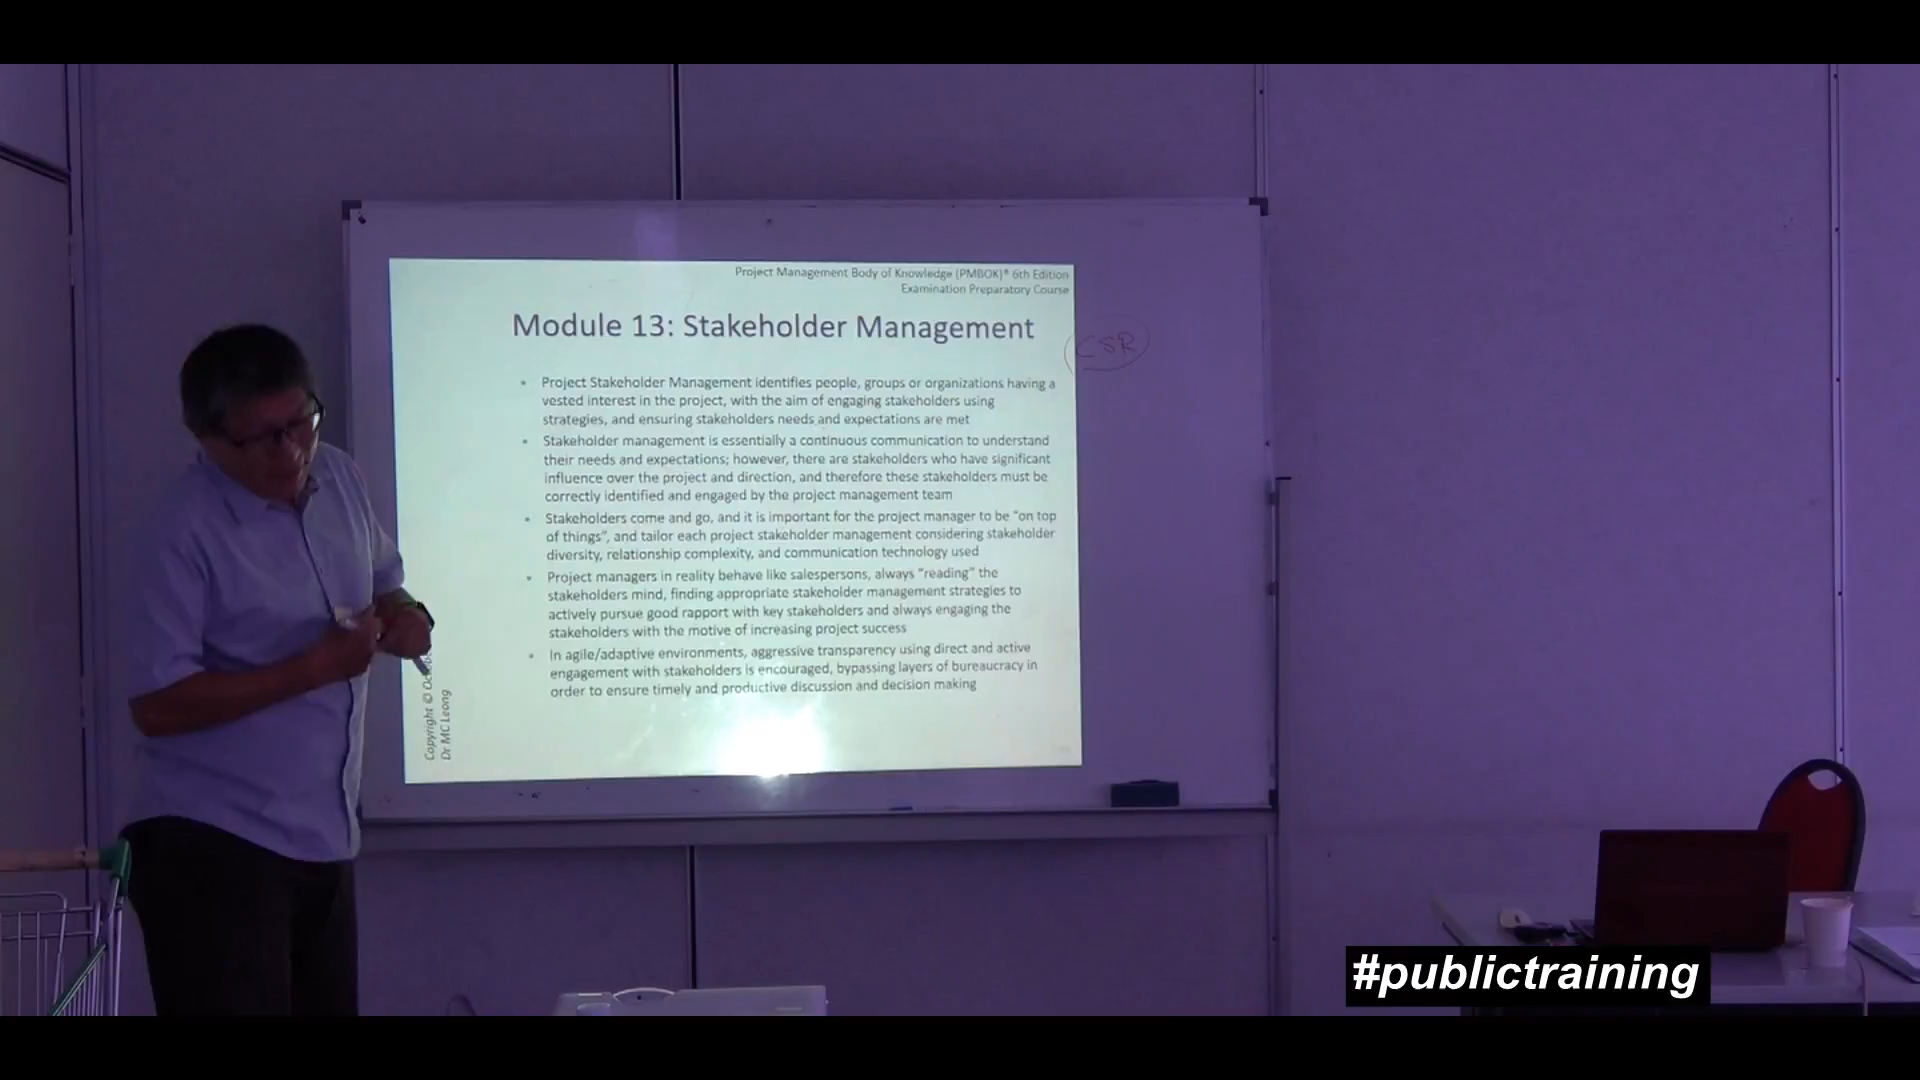 Project Management Body of Knowledge (PMBOK)® 6th Edition
Examination Preparatory Course
Module 13: Stakeholder Management
CSR
• Project Stakeholder Management identifies people, groups or organizations having a
vested interest in the project, with the aim of engaging stakeholders using
strategies, and ensuring stakeholders needs and expectations are met
• Stakeholder management is essentially a continuous communication to understand
their needs and expectations; however, there are stakeholders who have significant
influence over the project and direction, and therefore these stakeholders must be
correctly identified and engaged by the project management team
• Stakeholders come and go, and it is important for the project manager to be "on top
of things", and tailor each project stakeholder management considering stakeholder
diversity, relationship complexity, and communication technology used
• Project managers in reality behave like salespersons, always "reading" the
stakeholders mind, finding appropriate stakeholder management strategies to
actively pursue good rapport with key stakeholders and always engaging the
stakeholders with the motive of increasing project success
• In agile/adaptive environments, aggressive transparency using direct and active
engagement with stakeholders is encouraged, bypassing layers of bureaucracy in
order to ensure timely and productive discussion and decision making
Copyright ©
Dr MC Leong
#publictraining